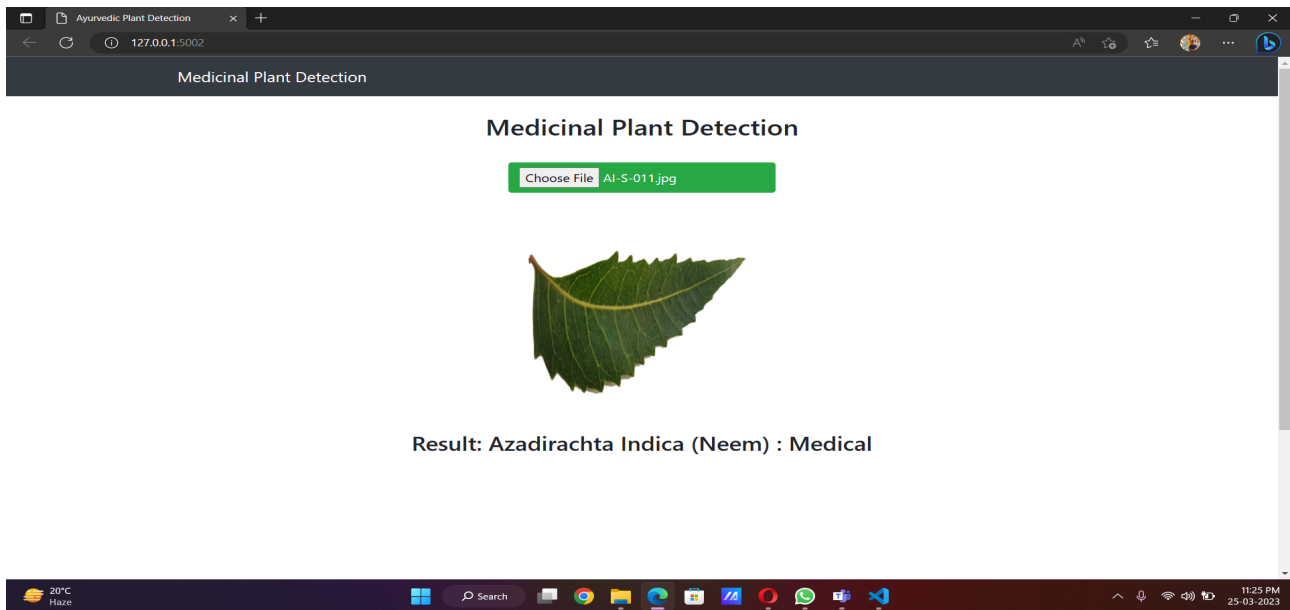 Ayurvedic Plant Detection
127.0.0.1:5002
Medicinal Plant Detection
Medicinal Plant Detection
Choose File AI-S-011.jpg
Result: Azadirachta Indica (Neem) : Medical
20°C
Haze
Search
11:25 PM
25-03-2023